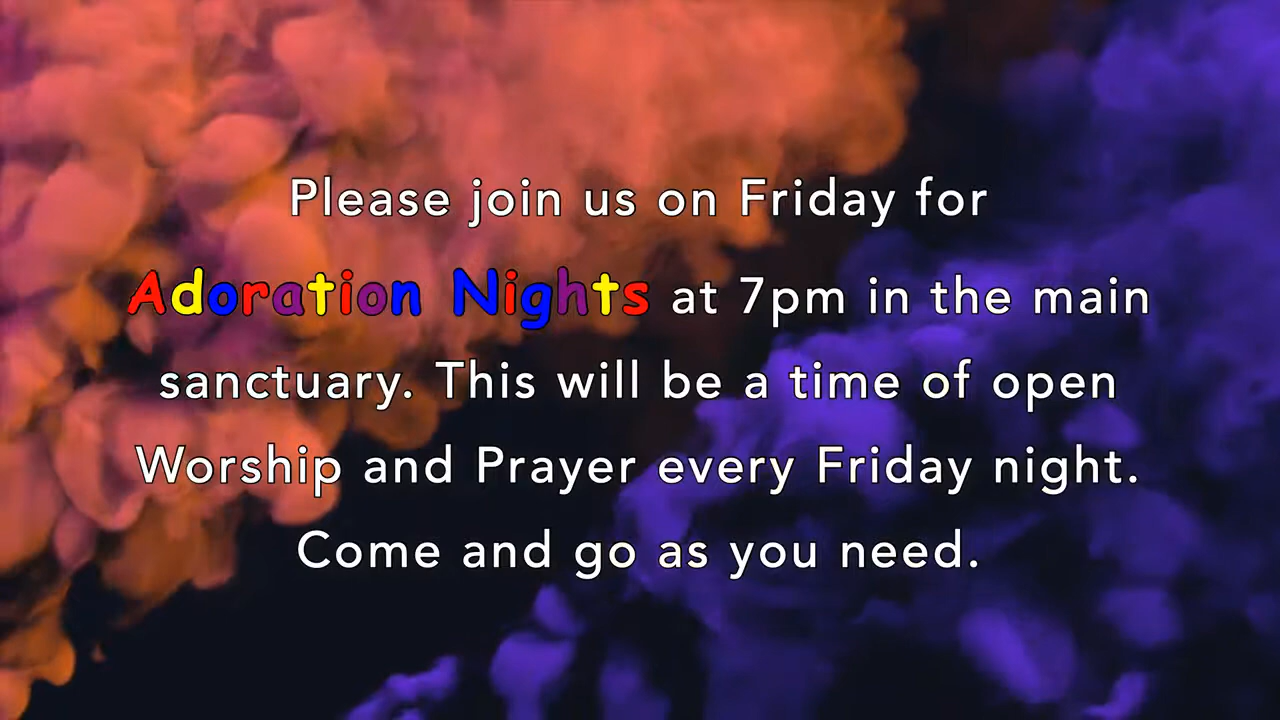 Please join us on Friday for
Adoration Nights at 7pm in the main
sanctuary. This will be a time of open
Worship and Prayer every Friday night.
Come and go as you need.